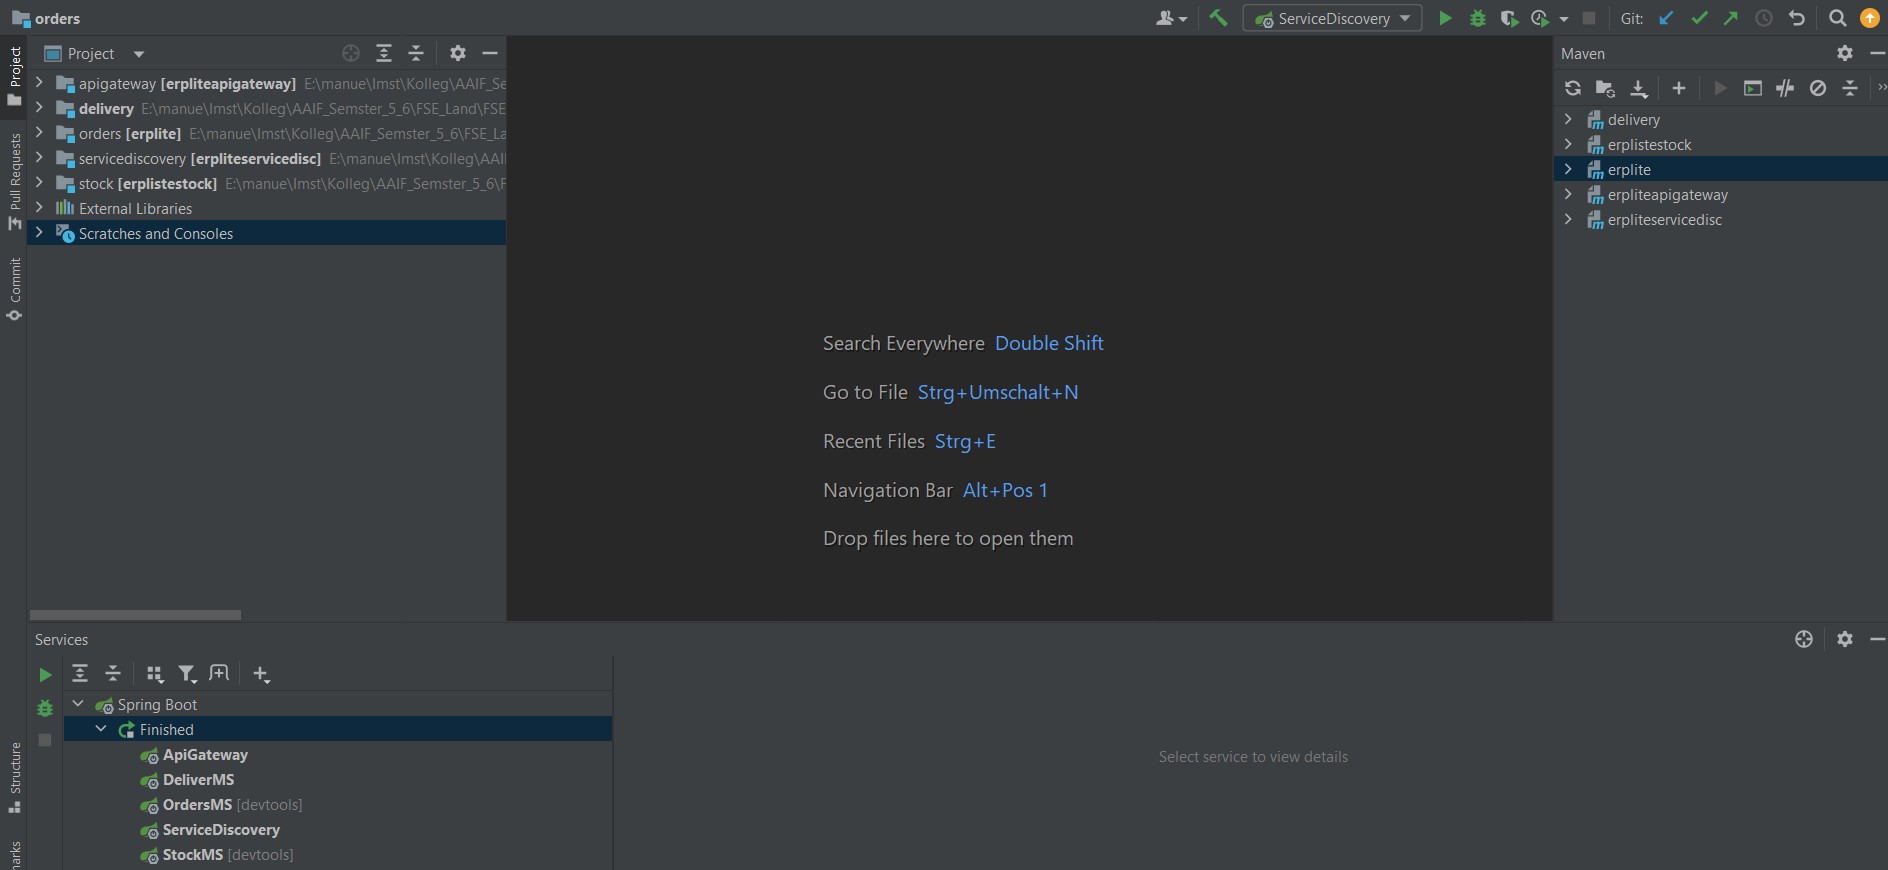 orders
ServiceDiscovery
Git:
Project
Project
Pull Requests
Commit
Structure
apigateway [erpliteapigateway] E:\manue\Imst\Kolleg\AAIF_Se
delivery E:\manue\Imst\Kolleg\AAIF_Semster_5_6\FSE_Land\FSE
orders [erplite] E:\manue\Imst\Kolleg\AAIF_Semster_5_6\FSE_La
servicediscovery [erpliteservicedisc] E:\manue\Imst\Kolleg\AAI
stock [erplistestock] E:\manue\Imst\Kolleg\AAIF_Semster_5_6\F
External Libraries
Scratches and Consoles
Search Everywhere Double Shift
Go to File Strg+Umschalt+N
Recent Files Strg+E
Navigation Bar Alt+Pos 1
Drop files here to open them
Maven
delivery
erplistestock
erplite
erpliteapigateway
erpliteservicedisc
Services
Spring Boot
Finished
ApiGateway
DeliverMS
OrdersMS [devtools]
ServiceDiscovery
StockMS [devtools]
Select service to view details